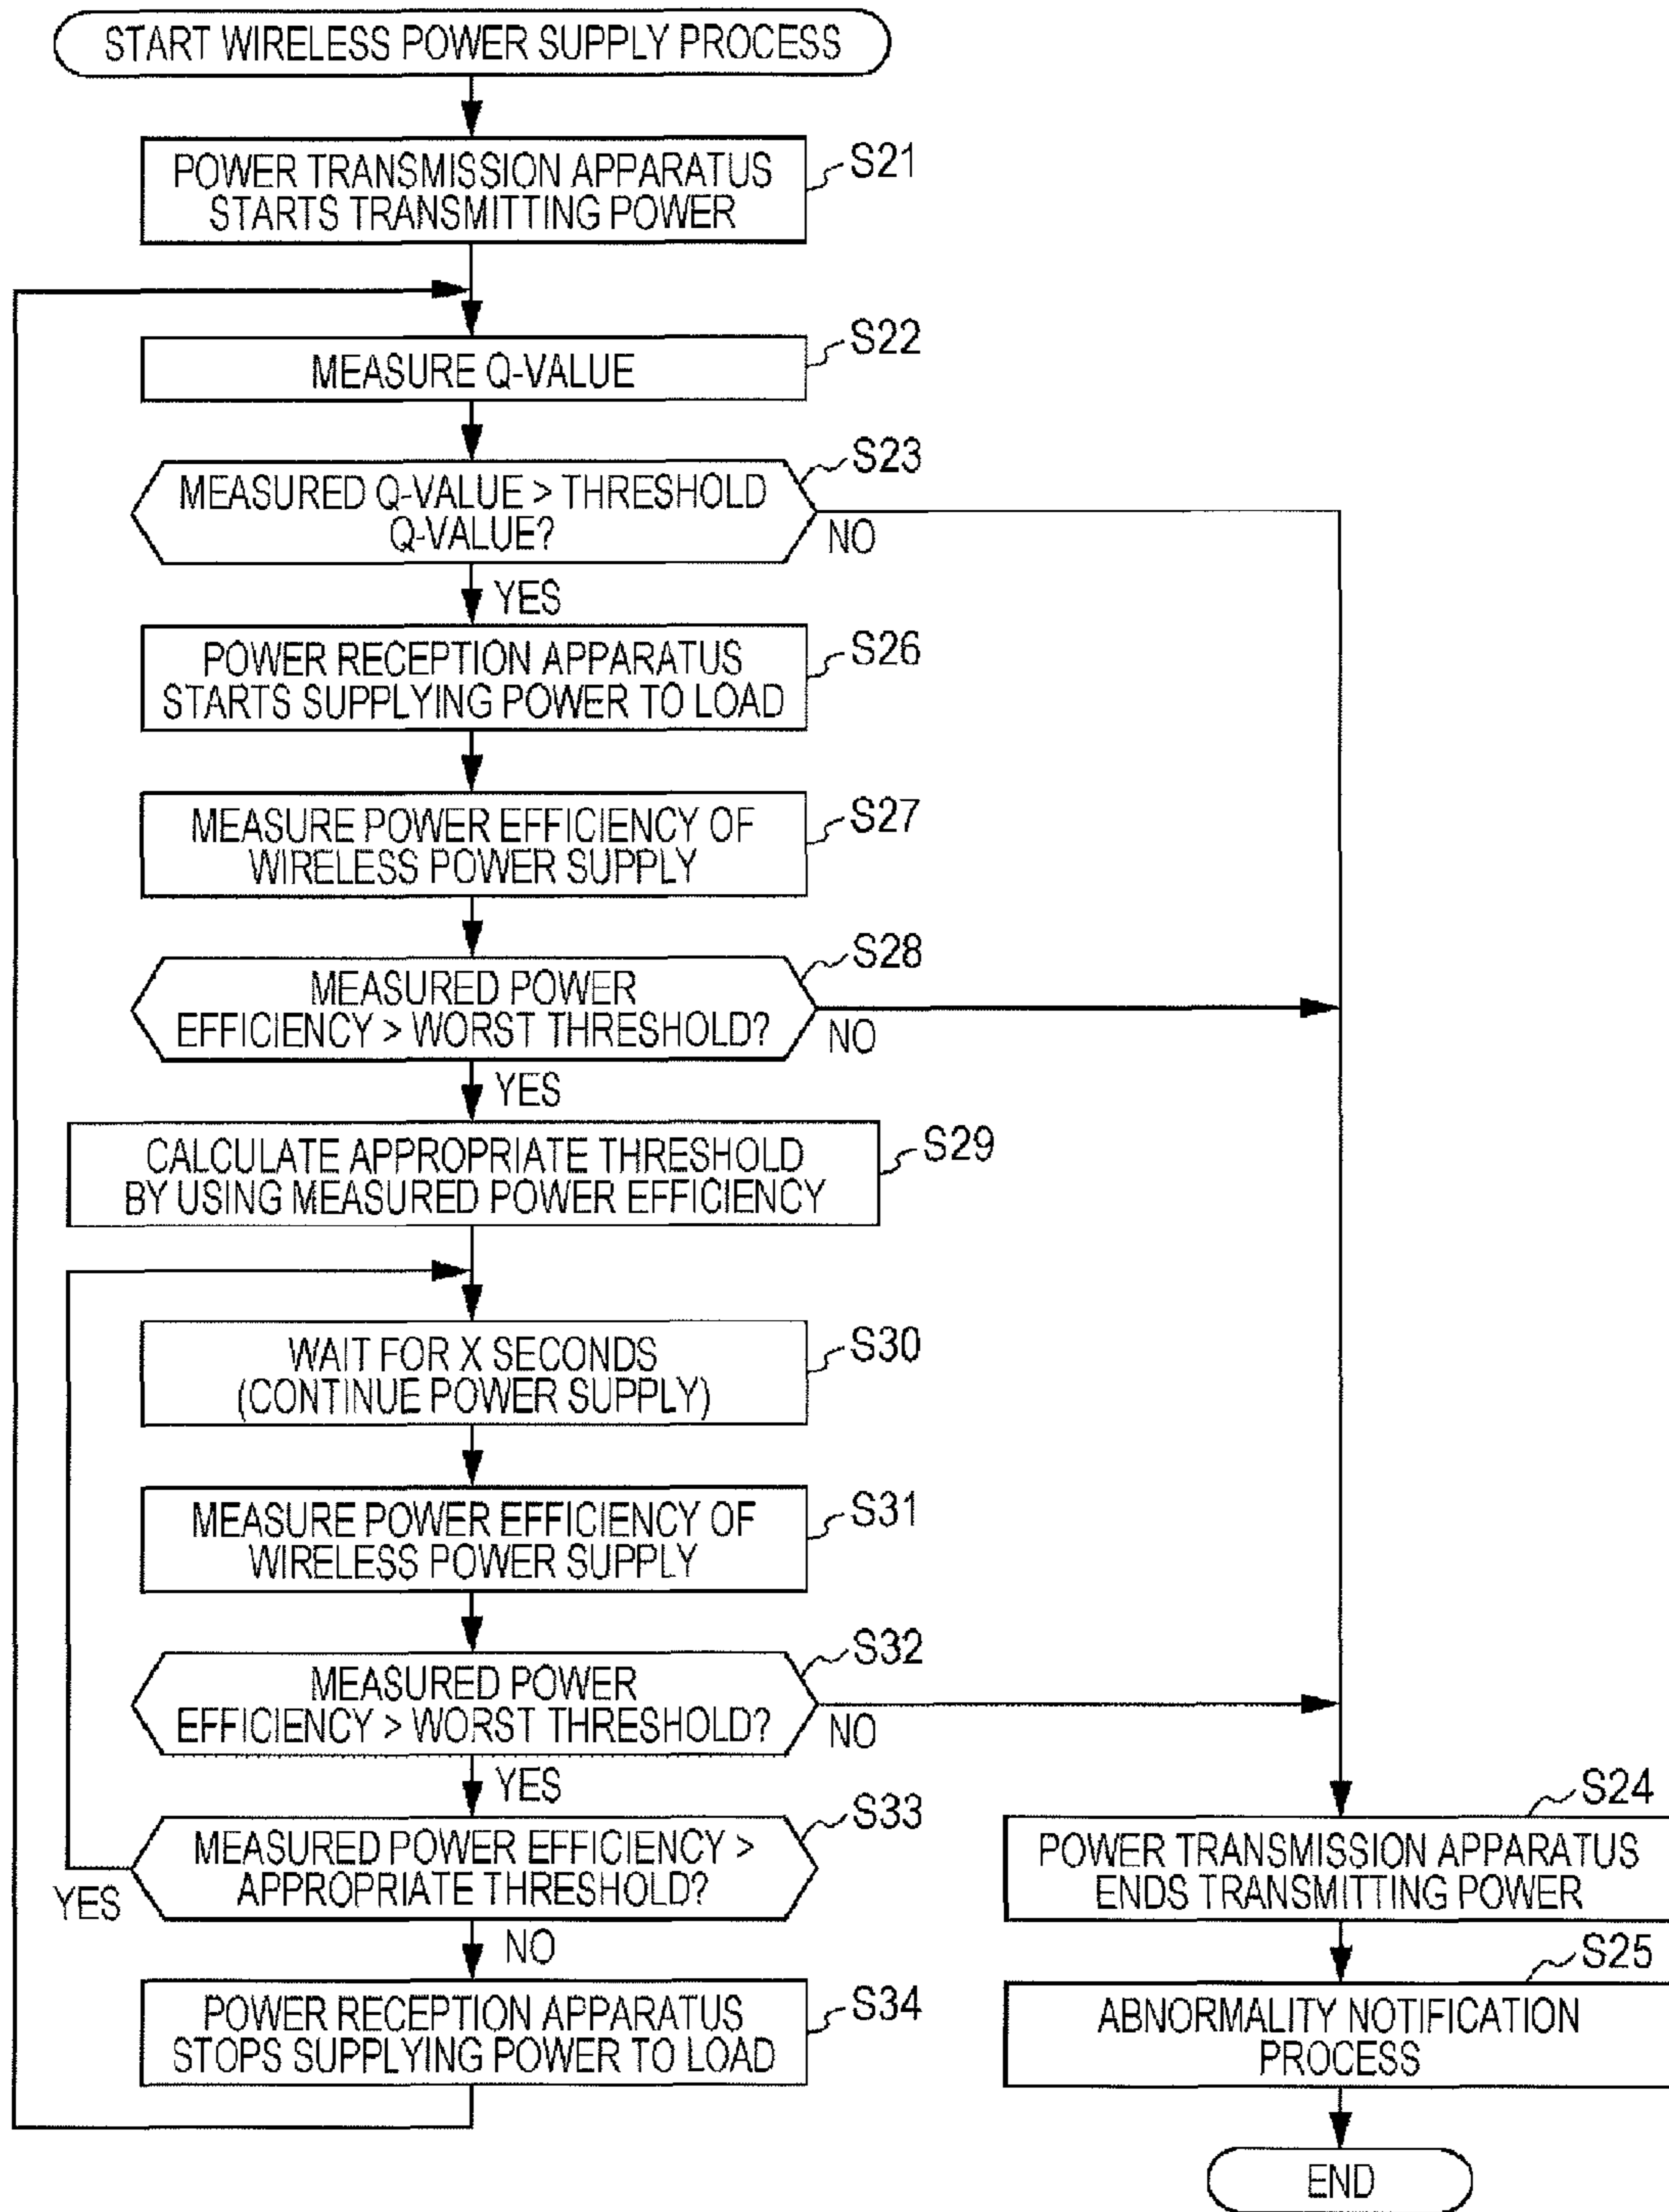 START WIRELESS POWER SUPPLY PROCESS
POWER TRANSMISSION APPARATUS
STARTS TRANSMITTING POWER
S21
MEASURE Q-VALUE
S22
MEASURED Q-VALUE > THRESHOLD
Q-VALUE?
S23
NO
YES
POWER RECEPTION APPARATUS
STARTS SUPPLYING POWER TO LOAD
S26
MEASURE POWER EFFICIENCY OF
WIRELESS POWER SUPPLY
S27
MEASURED POWER
EFFICIENCY > WORST THRESHOLD?
S28
NO
YES
CALCULATE APPROPRIATE THRESHOLD
BY USING MEASURED POWER EFFICIENCY
S29
WAIT FOR X SECONDS
(CONTINUE POWER SUPPLY)
S30
MEASURE POWER EFFICIENCY OF
WIRELESS POWER SUPPLY
S31
MEASURED POWER
EFFICIENCY > WORST THRESHOLD?
S32
NO
YES
MEASURED POWER EFFICIENCY >
APPROPRIATE THRESHOLD?
S33
YES
NO
POWER RECEPTION APPARATUS
STOPS SUPPLYING POWER TO LOAD
S34
S24
POWER TRANSMISSION APPARATUS
ENDS TRANSMITTING POWER
S25
ABNORMALITY NOTIFICATION
PROCESS
END